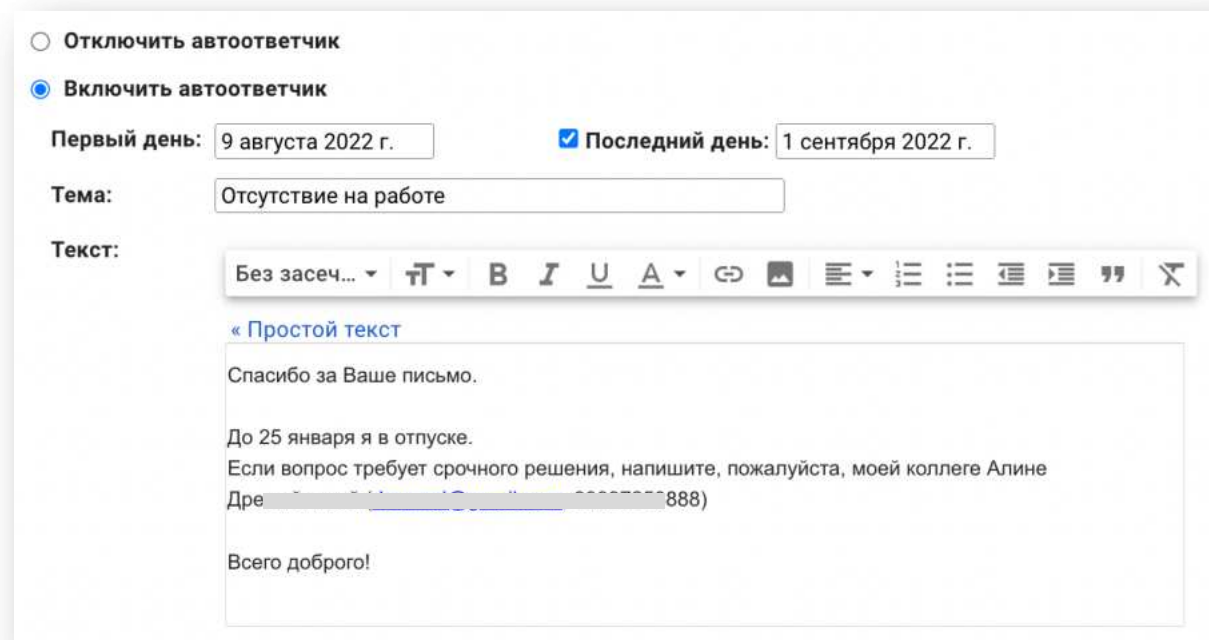 Отключить автоответчик
Включить автоответчик
Первый день: 9 августа 2022 г. Последний день: 1 сентября 2022 г.
Тема: Отсутствие на работе
Текст:
Без засеч... тТ B I U A
« Простой текст
Спасибо за Ваше письмо.
До 25 января я в отпуске.
Если вопрос требует срочного решения, напишите, пожалуйста, моей коллеге Алине
Дре 888)
Всего доброго!